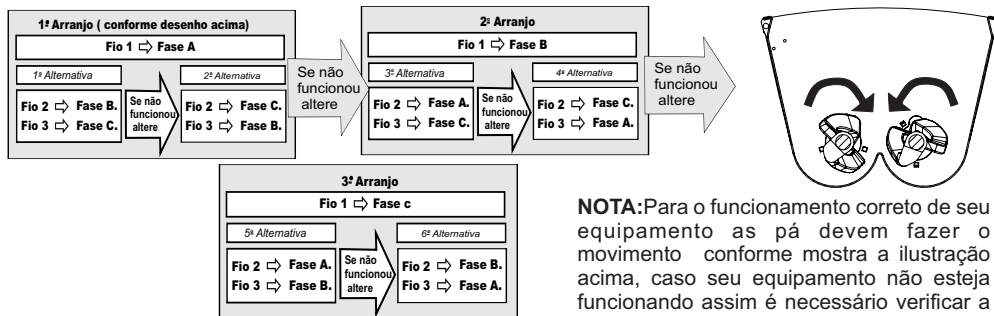 1ª Arranjo ( conforme desenho acima)
Fio 1 ⇨ Fase A
1ª Alternativa
2ª Alternativa
Fio 2 ⇨ Fase B.
Fio 3 ⇨ Fase C.
Se não
funcionou
altere
Fio 2 ⇨ Fase C.
Fio 3 ⇨ Fase B.
Se não
funcionou
altere
2ª Arranjo
Fio 1 ⇨ Fase B
3ª Alternativa
4ª Alternativa
Fio 2 ⇨ Fase A.
Fio 3 ⇨ Fase C.
Se não
funcionou
altere
Fio 2 ⇨ Fase C.
Fio 3 ⇨ Fase A.
Se não
funcionou
altere
3ª Arranjo
Fio 1 ⇨ Fase c
5ª Alternativa
6ª Alternativa
Fio 2 ⇨ Fase A.
Fio 3 ⇨ Fase B.
Se não
funcionou
altere
Fio 2 ⇨ Fase B.
Fio 3 ⇨ Fase A.
NOTA:Para o funcionamento correto de seu
equipamento as pá devem fazer o
movimento conforme mostra a ilustração
acima, caso seu equipamento não esteja
funcionando assim é necessário verificar a